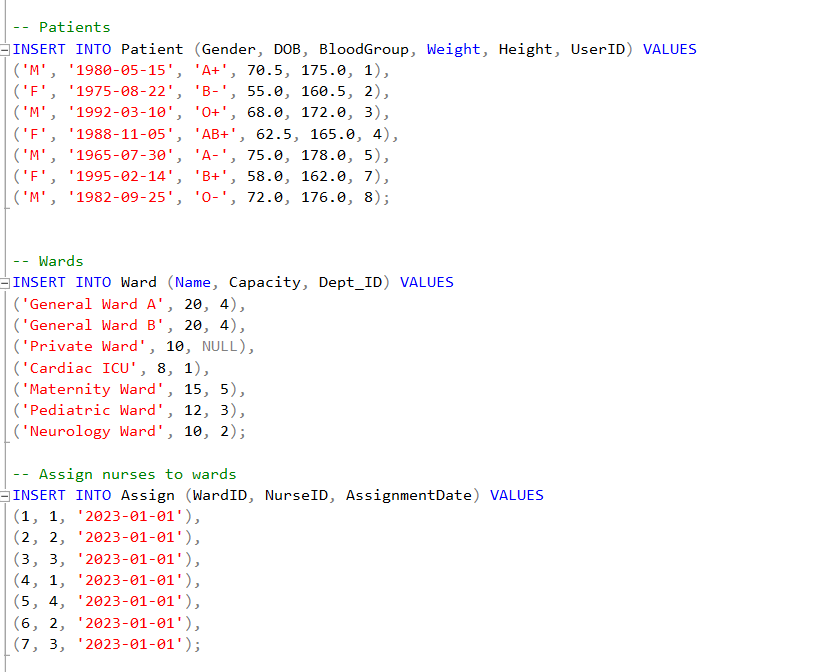 -- Patients
INSERT INTO Patient (Gender, DOB, BloodGroup, Weight, Height, UserID) VALUES
('M', '1980-05-15', 'A+', 70.5, 175.0, 1),
('F', '1975-08-22', 'B-', 55.0, 160.5, 2),
('M', '1992-03-10', 'O+', 68.0, 172.0, 3),
('F', '1988-11-05', 'AB+', 62.5, 165.0, 4),
('M', '1965-07-30', 'A-', 75.0, 178.0, 5),
('F', '1995-02-14', 'B+', 58.0, 162.0, 7),
('M', '1982-09-25', 'O-', 72.0, 176.0, 8);
-- Wards
INSERT INTO Ward (Name, Capacity, Dept_ID) VALUES
('General Ward A', 20, 4),
('General Ward B', 20, 4),
('Private Ward', 10, NULL),
('Cardiac ICU', 8, 1),
('Maternity Ward', 15, 5),
('Pediatric Ward', 12, 3),
('Neurology Ward', 10, 2);
-- Assign nurses to wards
INSERT INTO Assign (WardID, NurseID, AssignmentDate) VALUES
(1, 1, '2023-01-01'),
(2, 2, '2023-01-01'),
(3, 3, '2023-01-01'),
(4, 1, '2023-01-01'),
(5, 4, '2023-01-01'),
(6, 2, '2023-01-01'),
(7, 3, '2023-01-01');